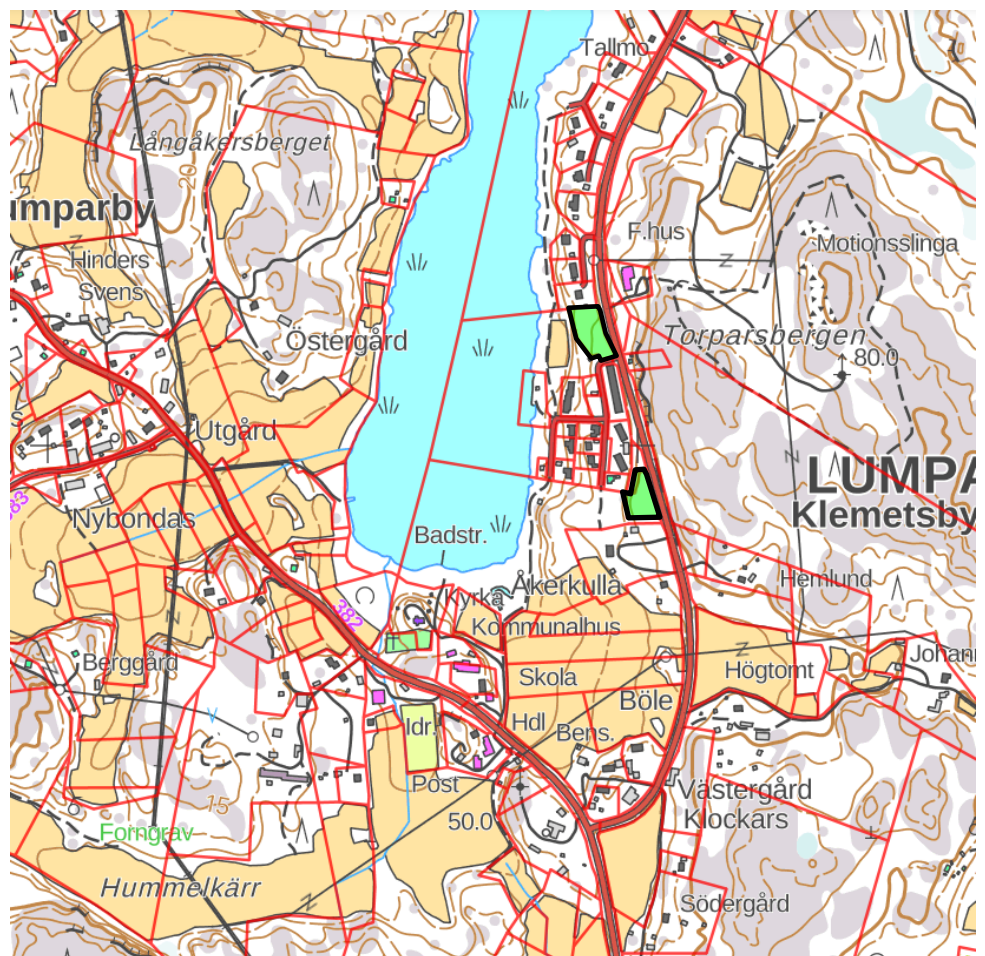 Tallmo
Långåkersberget
20
umparby
F.hus
Motionsslinga
Hinders
Svens
Z
Z
Östergård
Torparsbergen
80.0
S
Utgård
Z
LUMPA
Klemetsby
383
Nybondas
Badstr.
Hemlund
Åkerkulla
Kyrka
382
Kommunalhus
Z
Johann
Berggård
Skola
Högtomt
Böle
V
Idr.
Hdl
Bens.
Post
Västergård
15
Klockars
50.0
Forngrav
Hummelkärr
Z
Södergård